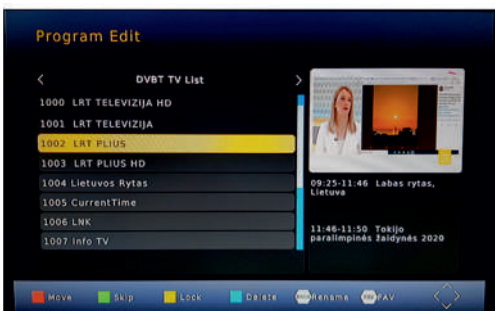 Program Edit
< DVBT TV List >
1000 LRT TELEVIZIJA HD
1001 LRT TELEVIZIJA
1002 LRT PLIUS
1003 LRT PLIUS HD
1004 Lietuvos Rytas
1005 CurrentTime
1006 LNK
1007 Info TV
09:25-11:46 Labas rytas,
Lietuva
11:46-11:50 Tokijo
paralimpinės žaidynės 2020
Move Skip Lock Delete Rename FAV